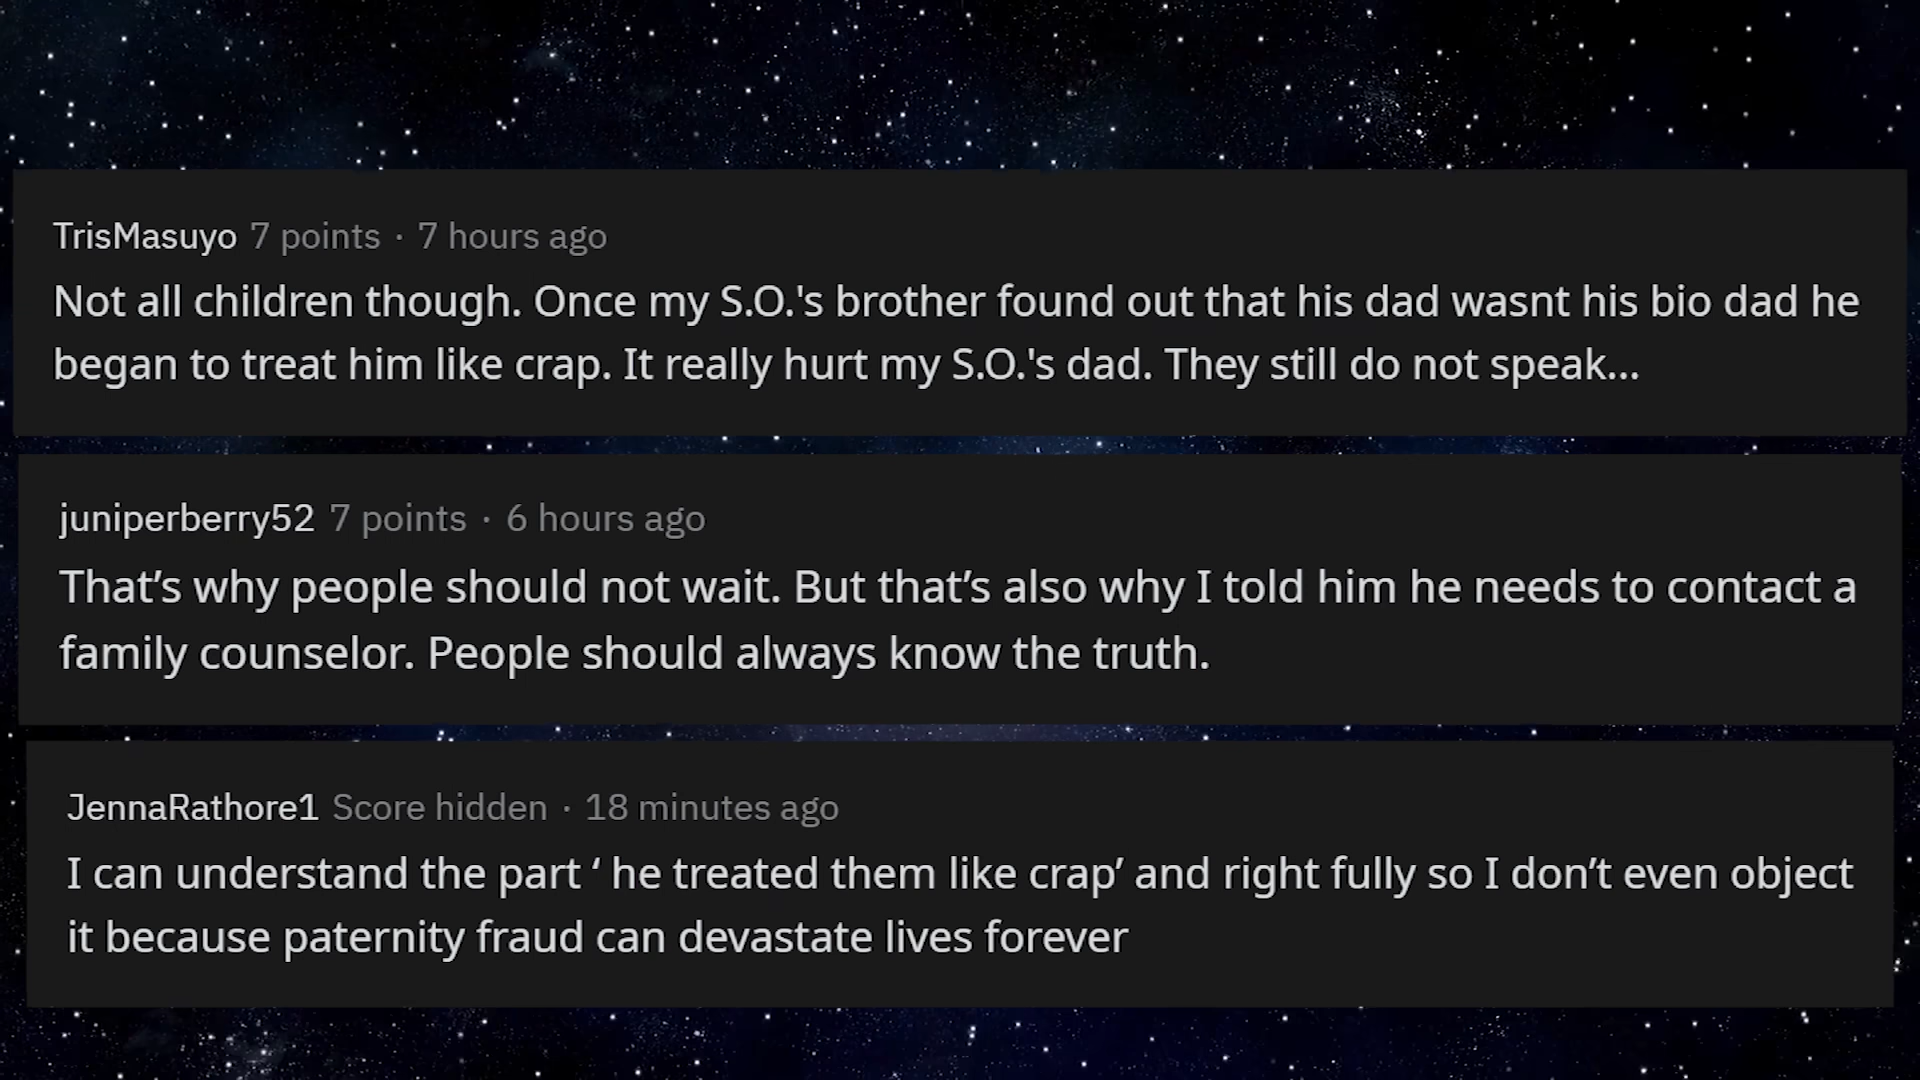 TrisMasuyo 7 points · 7 hours ago
Not all children though. Once my S.O.'s brother found out that his dad wasnt his bio dad he
began to treat him like crap. It really hurt my S.O.'s dad. They still do not speak...
juniperberry52 7 points · 6 hours ago
That’s why people should not wait. But that’s also why I told him he needs to contact a
family counselor. People should always know the truth.
JennaRathore1 Score hidden · 18 minutes ago
I can understand the part ‘ he treated them like crap’ and right fully so I don’t even object
it because paternity fraud can devastate lives forever